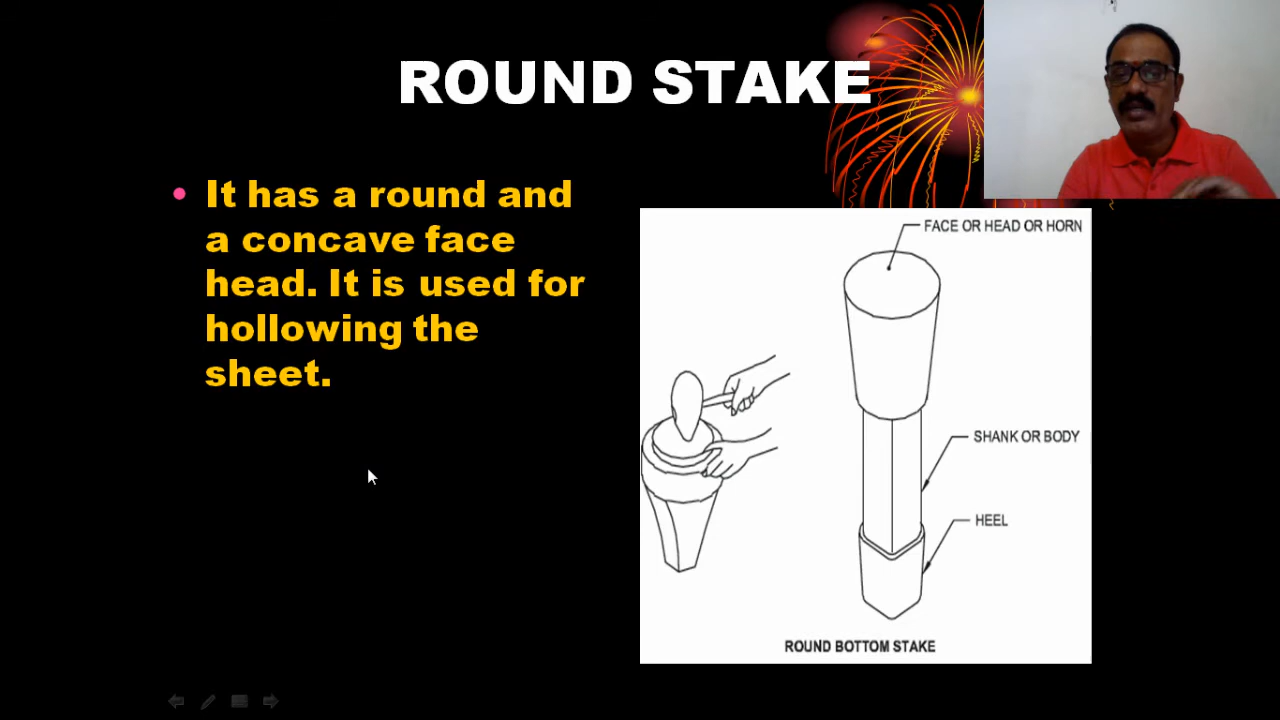 ROUND STAKE
It has a round and
a concave face
head. It is used for
hollowing the
sheet.
FACE OR HEAD OR HORN
SHANK OR BODY
HEEL
ROUND BOTTOM STAKE